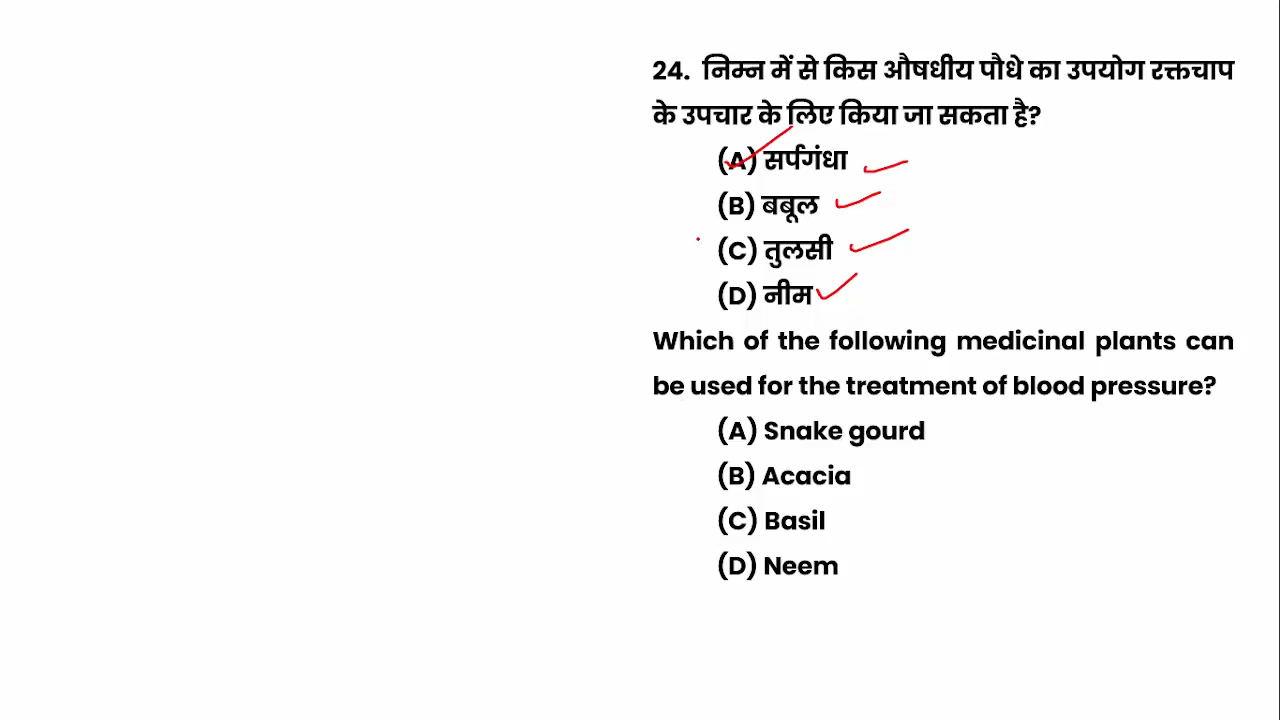 24. निम्न में से किस औषधीय पौधे का उपयोग रक्तचाप
के उपचार के लिए किया जा सकता है?
(A) सर्पगंधा
(B) बबूल
(C) तुलसी
(D) नीम
Which of the following medicinal plants can
be used for the treatment of blood pressure?
(A) Snake gourd
(B) Acacia
(C) Basil
(D) Neem